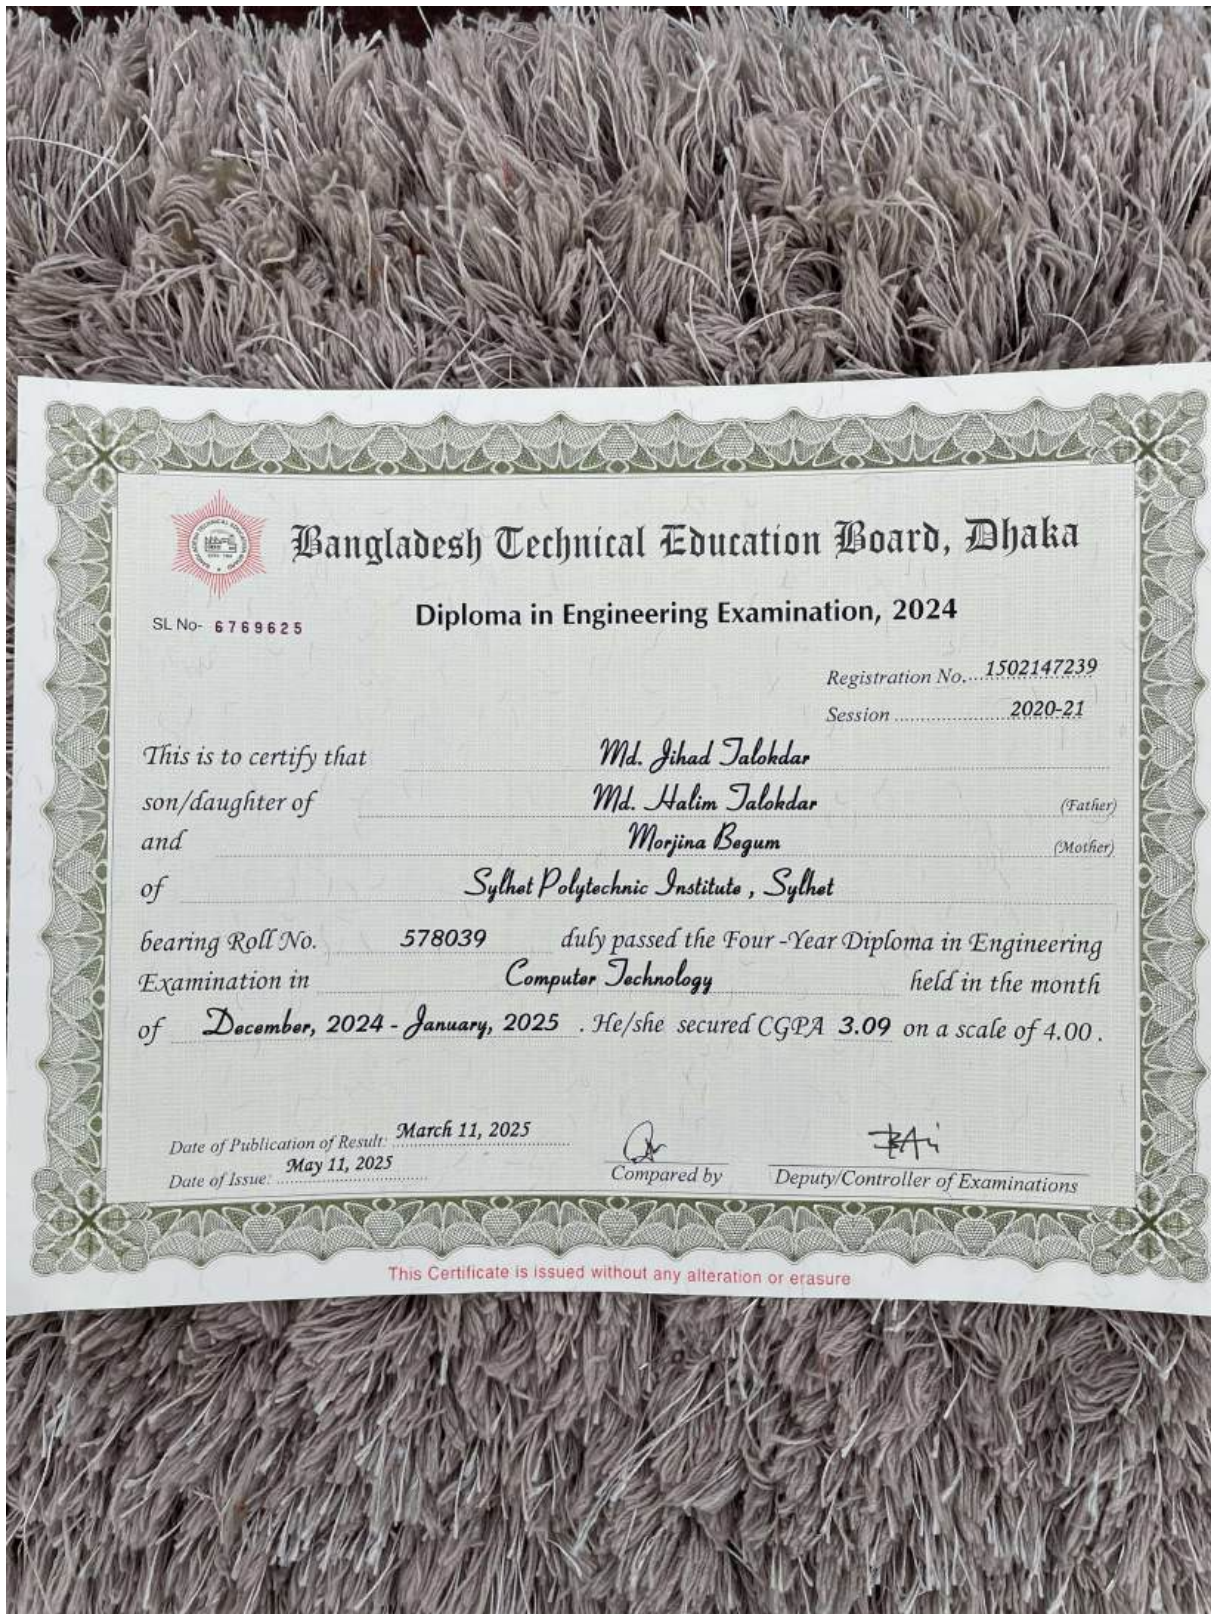 Bangladesh Technical Education Board, Dhaka
Diploma in Engineering Examination, 2024
SL No- 6769625
Registration No. 1502147239
Session 2020-21
This is to certify that Md. Jihad Talokdar
son/daughter of Md. Halim Talokdar (Father)
and Morjina Begum (Mother)
of Sylhet Polytechnic Institute , Sylhet
bearing Roll No. 578039 duly passed the Four -Year Diploma in Engineering
Examination in Computer Technology held in the month
of December, 2024 - January, 2025 . He/she secured CGPA 3.09 on a scale of 4.00 .
Date of Publication of Result: March 11, 2025
Date of Issue: May 11, 2025
Compared by
Deputy/Controller of Examinations
This Certificate is issued without any alteration or erasure